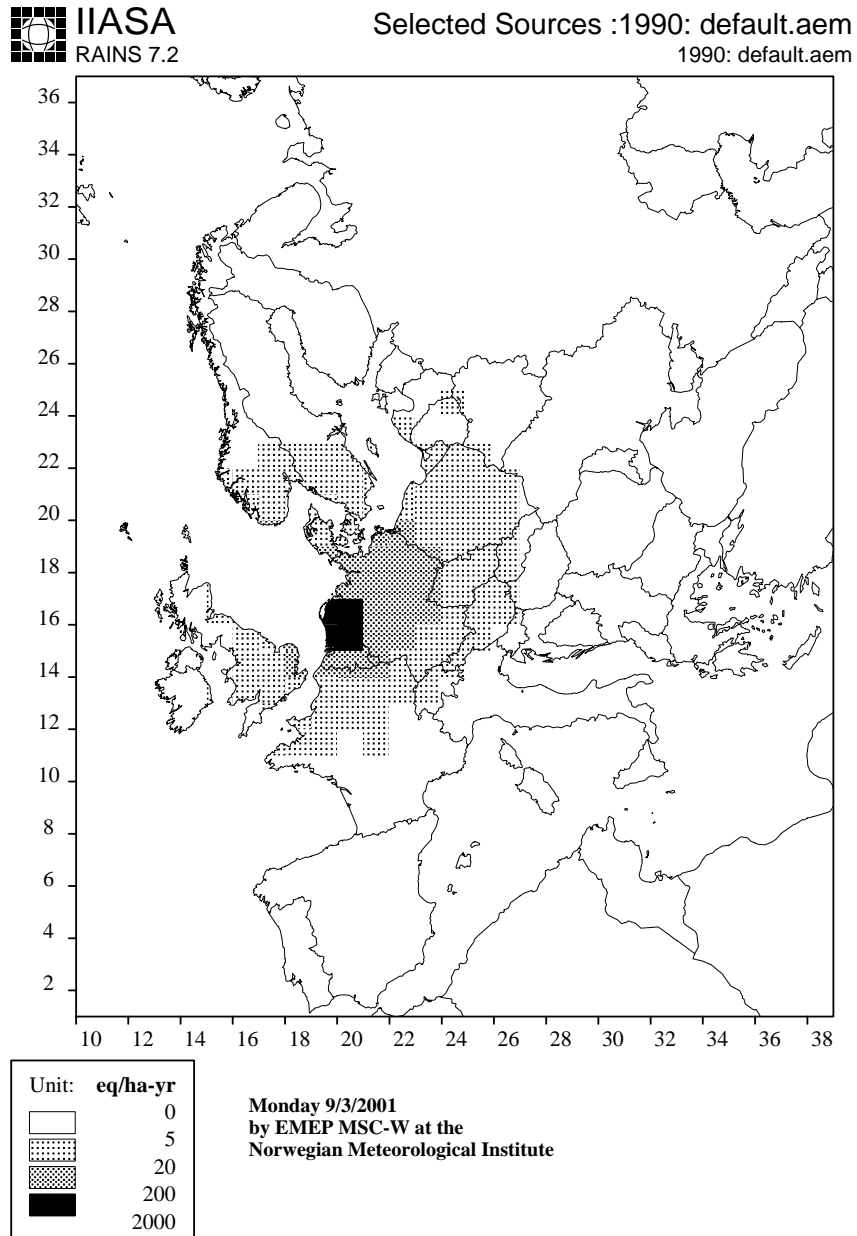 IIASA
RAINS 7.2
Selected Sources :1990: default.aem
1990: default.aem
36
34
32
30
28
26
24
22
20
18
16
14
12
10
8
6
4
2
10 12 14 16 18 20 22 24 26 28 30 32 34 36 38
Unit: eq/ha-yr
0
5
20
200
2000
Monday 9/3/2001
by EMEP MSC-W at the
Norwegian Meteorological Institute